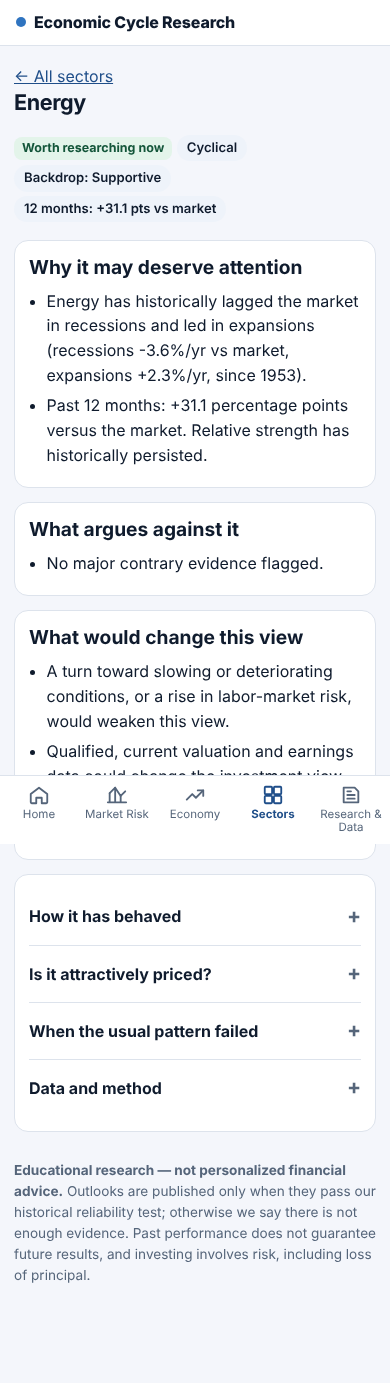 Economic Cycle Research
← All sectors
Energy
Worth researching now
Cyclical
Backdrop: Supportive
12 months: +31.1 pts vs market
Why it may deserve attention
• Energy has historically lagged the market
in recessions and led in expansions
(recessions -3.6%/yr vs market,
expansions +2.3%/yr, since 1953).
• Past 12 months: +31.1 percentage points
versus the market. Relative strength has
historically persisted.
What argues against it
• No major contrary evidence flagged.
What would change this view
• A turn toward slowing or deteriorating
conditions, or a rise in labor-market risk,
would weaken this view.
• Qualified, current valuation and earnings
data could change the investment view
Home
Market Risk
Economy
Sectors
Research &
Data
How it has behaved +
Is it attractively priced? +
When the usual pattern failed +
Data and method +
Educational research — not personalized financial
advice. Outlooks are published only when they pass our
historical reliability test; otherwise we say there is not
enough evidence. Past performance does not guarantee
future results, and investing involves risk, including loss
of principal.